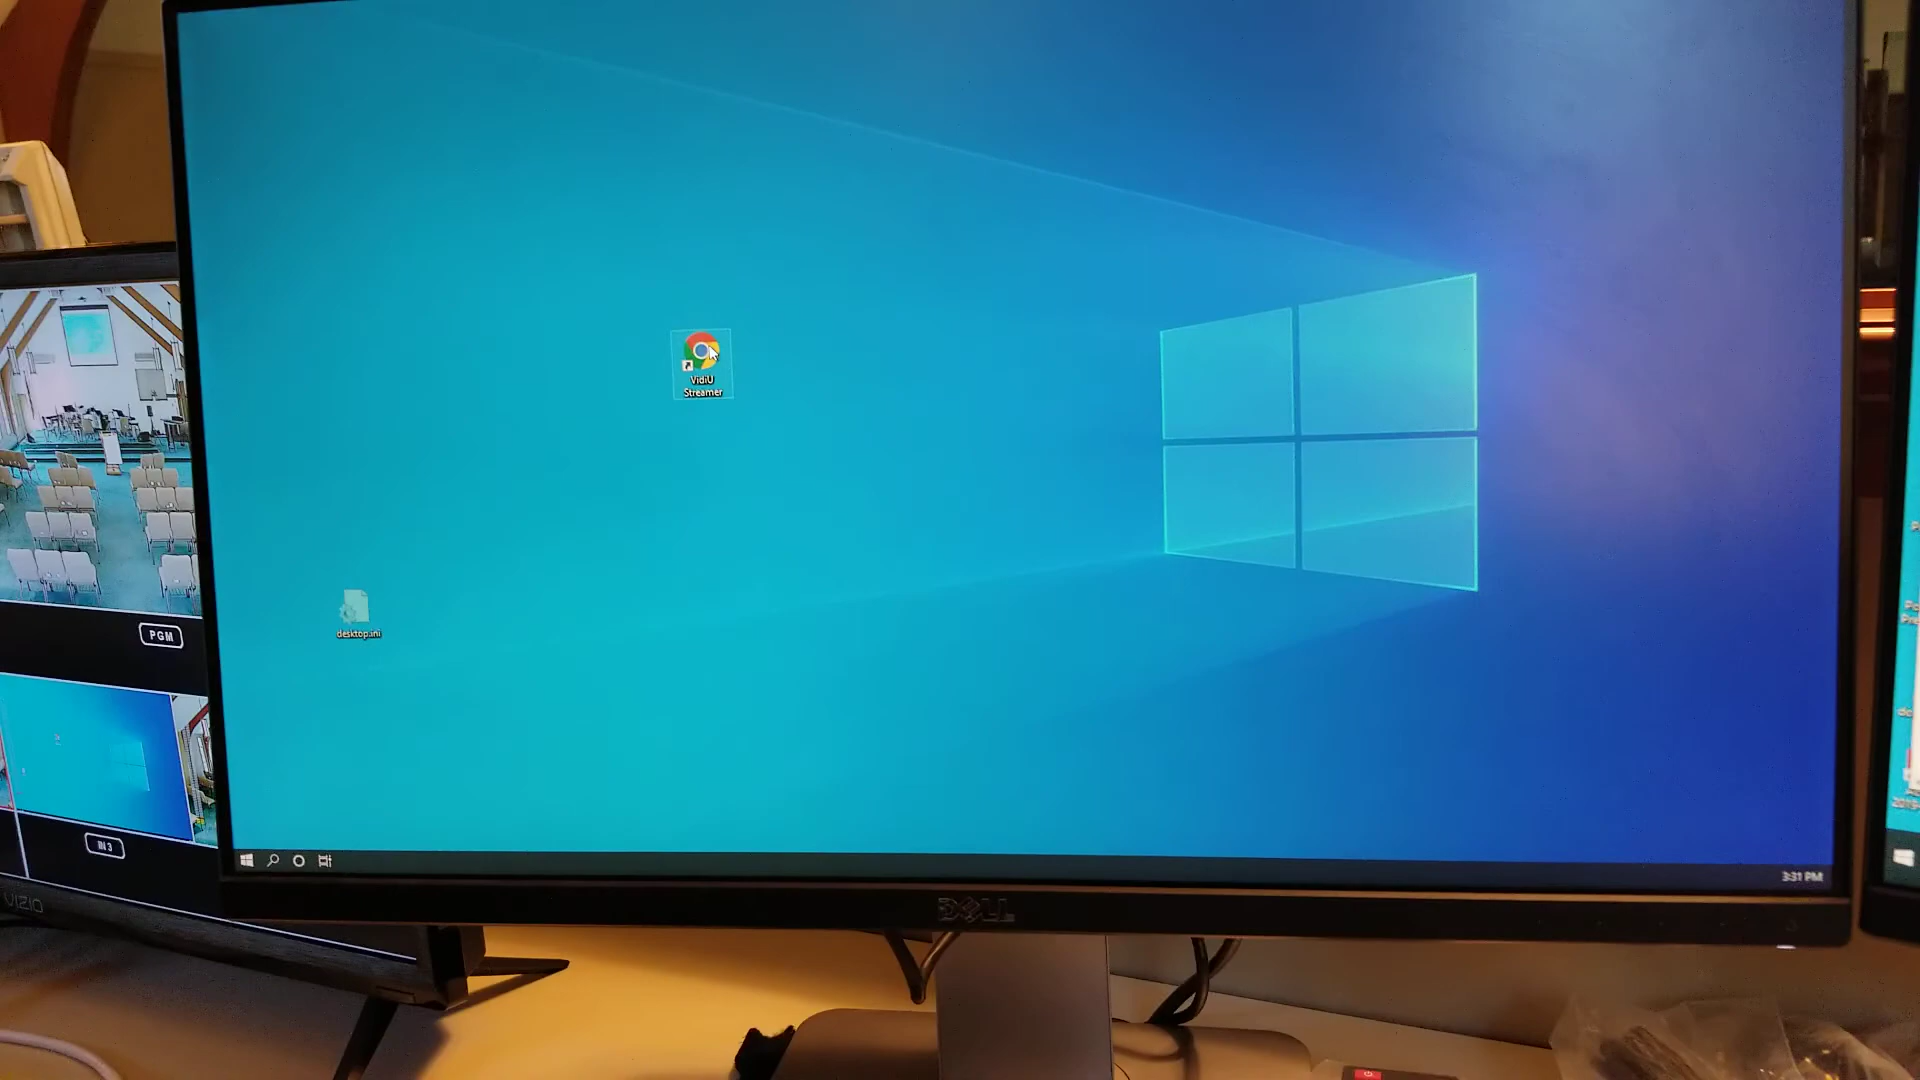 VidiU
Streamer
desktop.ini
PGM
IN 3
3:31 PM
VIZIO
DELL